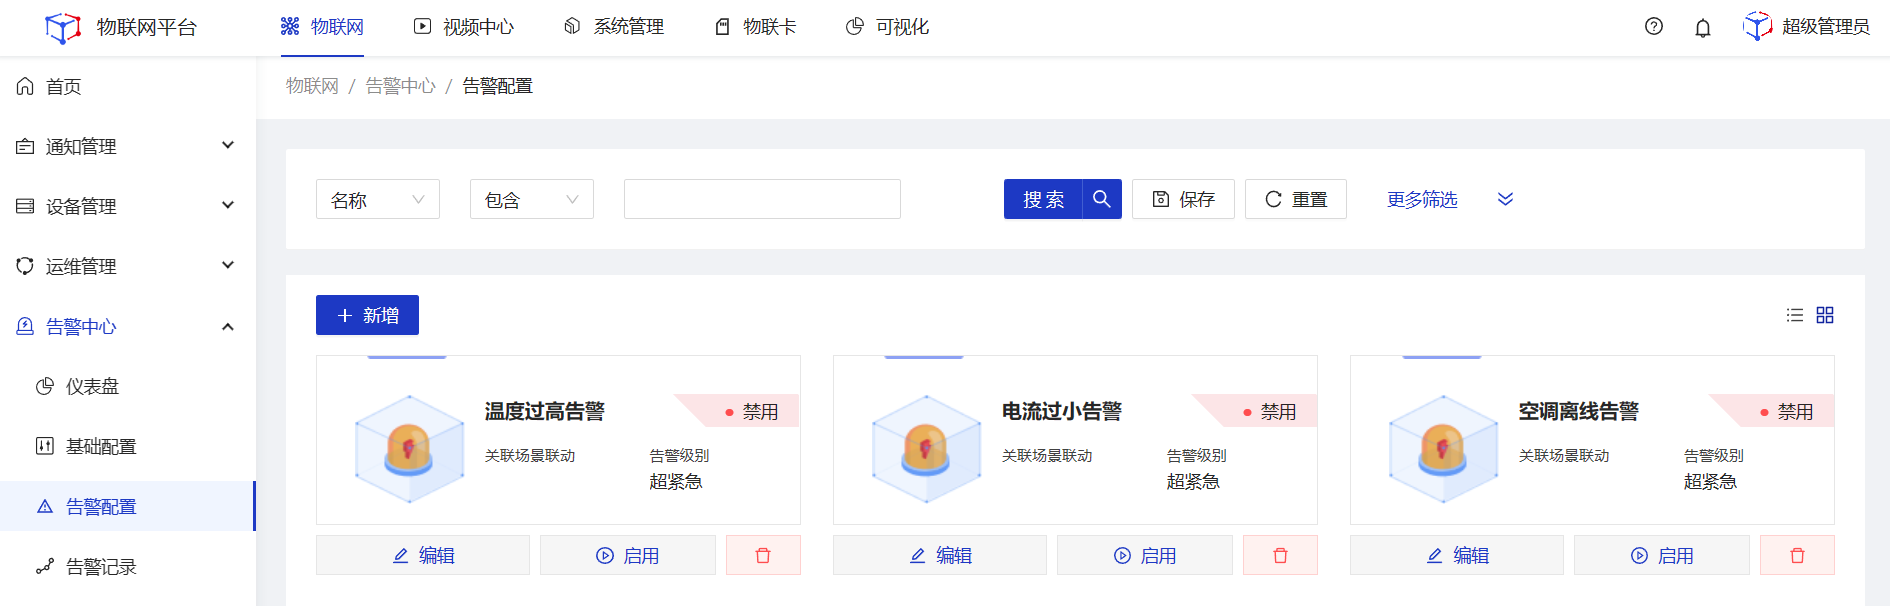 物联网平台
物联网
视频中心
系统管理
物联卡
可视化
超级管理员
首页
通知管理
设备管理
运维管理
告警中心
仪表盘
基础配置
告警配置
告警记录
物联网 / 告警中心 / 告警配置
名称
包含
搜索
保存
重置
更多筛选
新增
温度过高告警
禁用
关联场景联动
告警级别
超紧急
编辑
启用
电流过小告警
禁用
关联场景联动
告警级别
超紧急
编辑
启用
空调离线告警
禁用
关联场景联动
告警级别
超紧急
编辑
启用